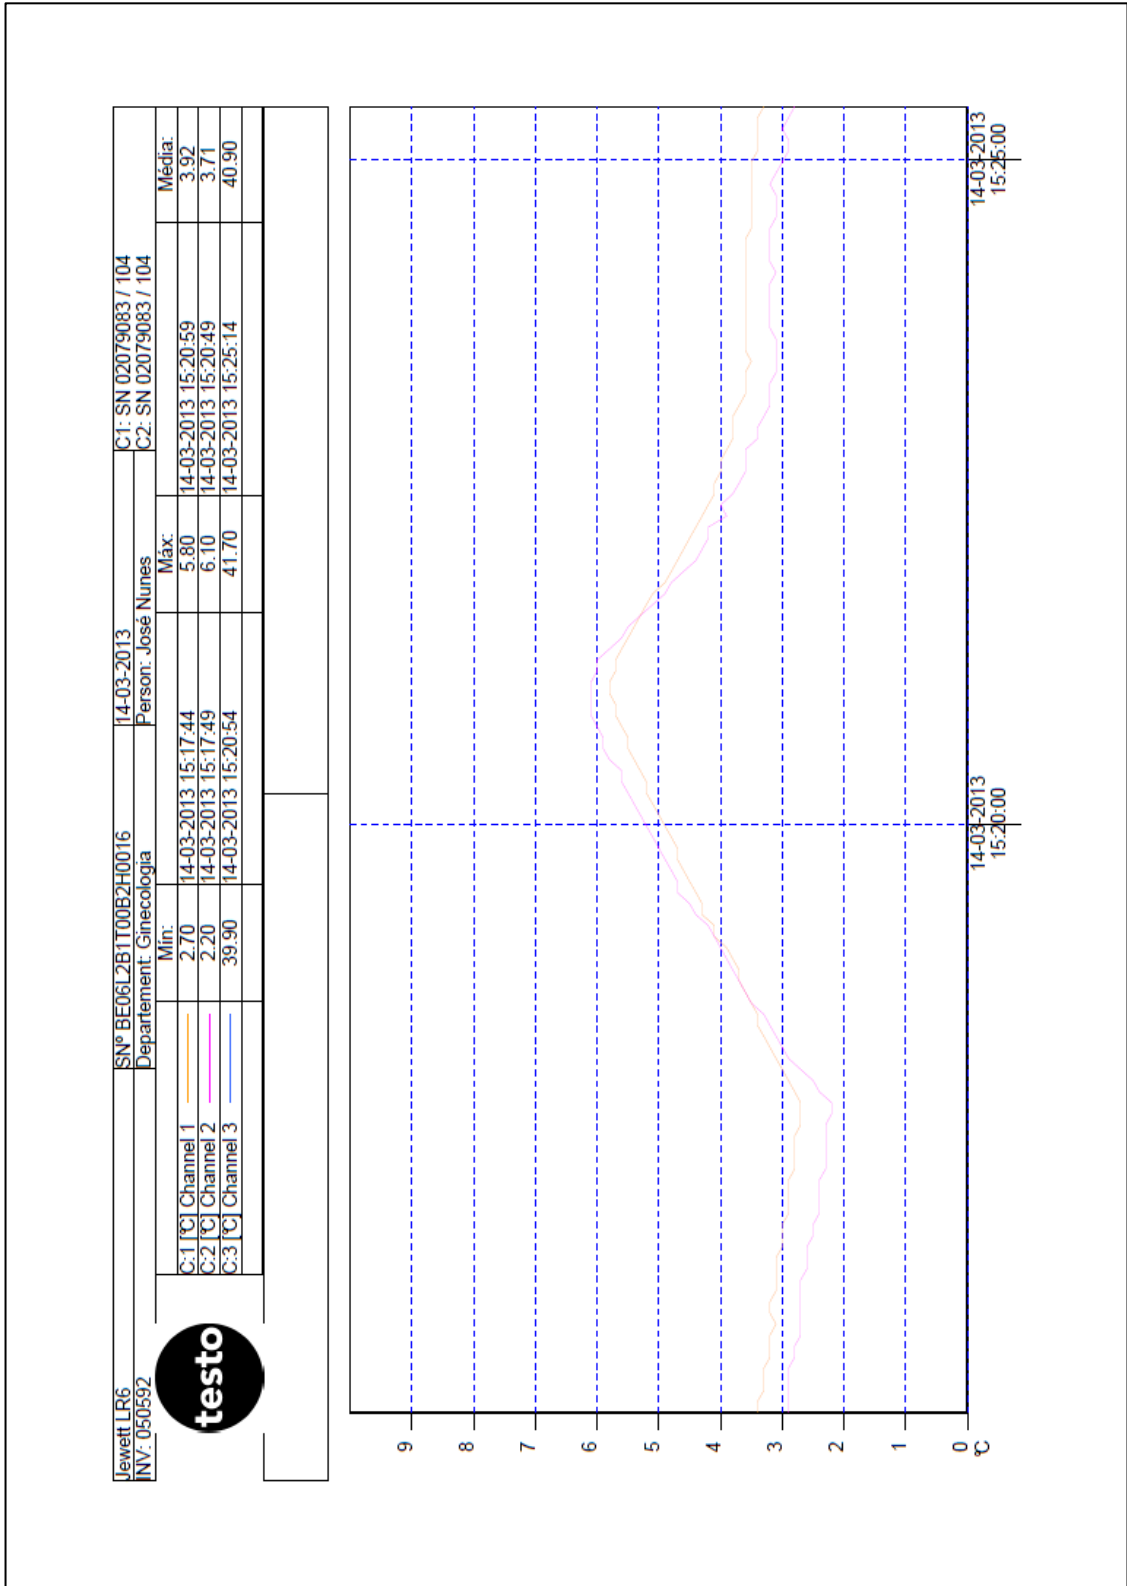 Jewett LR6 SNº BE06L2B1T00B2H0016 14-03-2013 C1: SN 02079083 / 104
INV: 050592 Departement: Ginecologia Person: José Nunes C2: SN 02079083 / 104
testo
Mín: Máx: Média:
C:1 [°C] Channel 1 2.70 14-03-2013 15:17:44 5.80 14-03-2013 15:20:59 3.92
C:2 [°C] Channel 2 2.20 14-03-2013 15:17:49 6.10 14-03-2013 15:20:49 3.71
C:3 [°C] Channel 3 39.90 14-03-2013 15:20:54 41.70 14-03-2013 15:25:14 40.90
9
8
7
6
5
4
3
2
1
0
°C
14-03-2013
15:20:00
14-03-2013
15:25:00